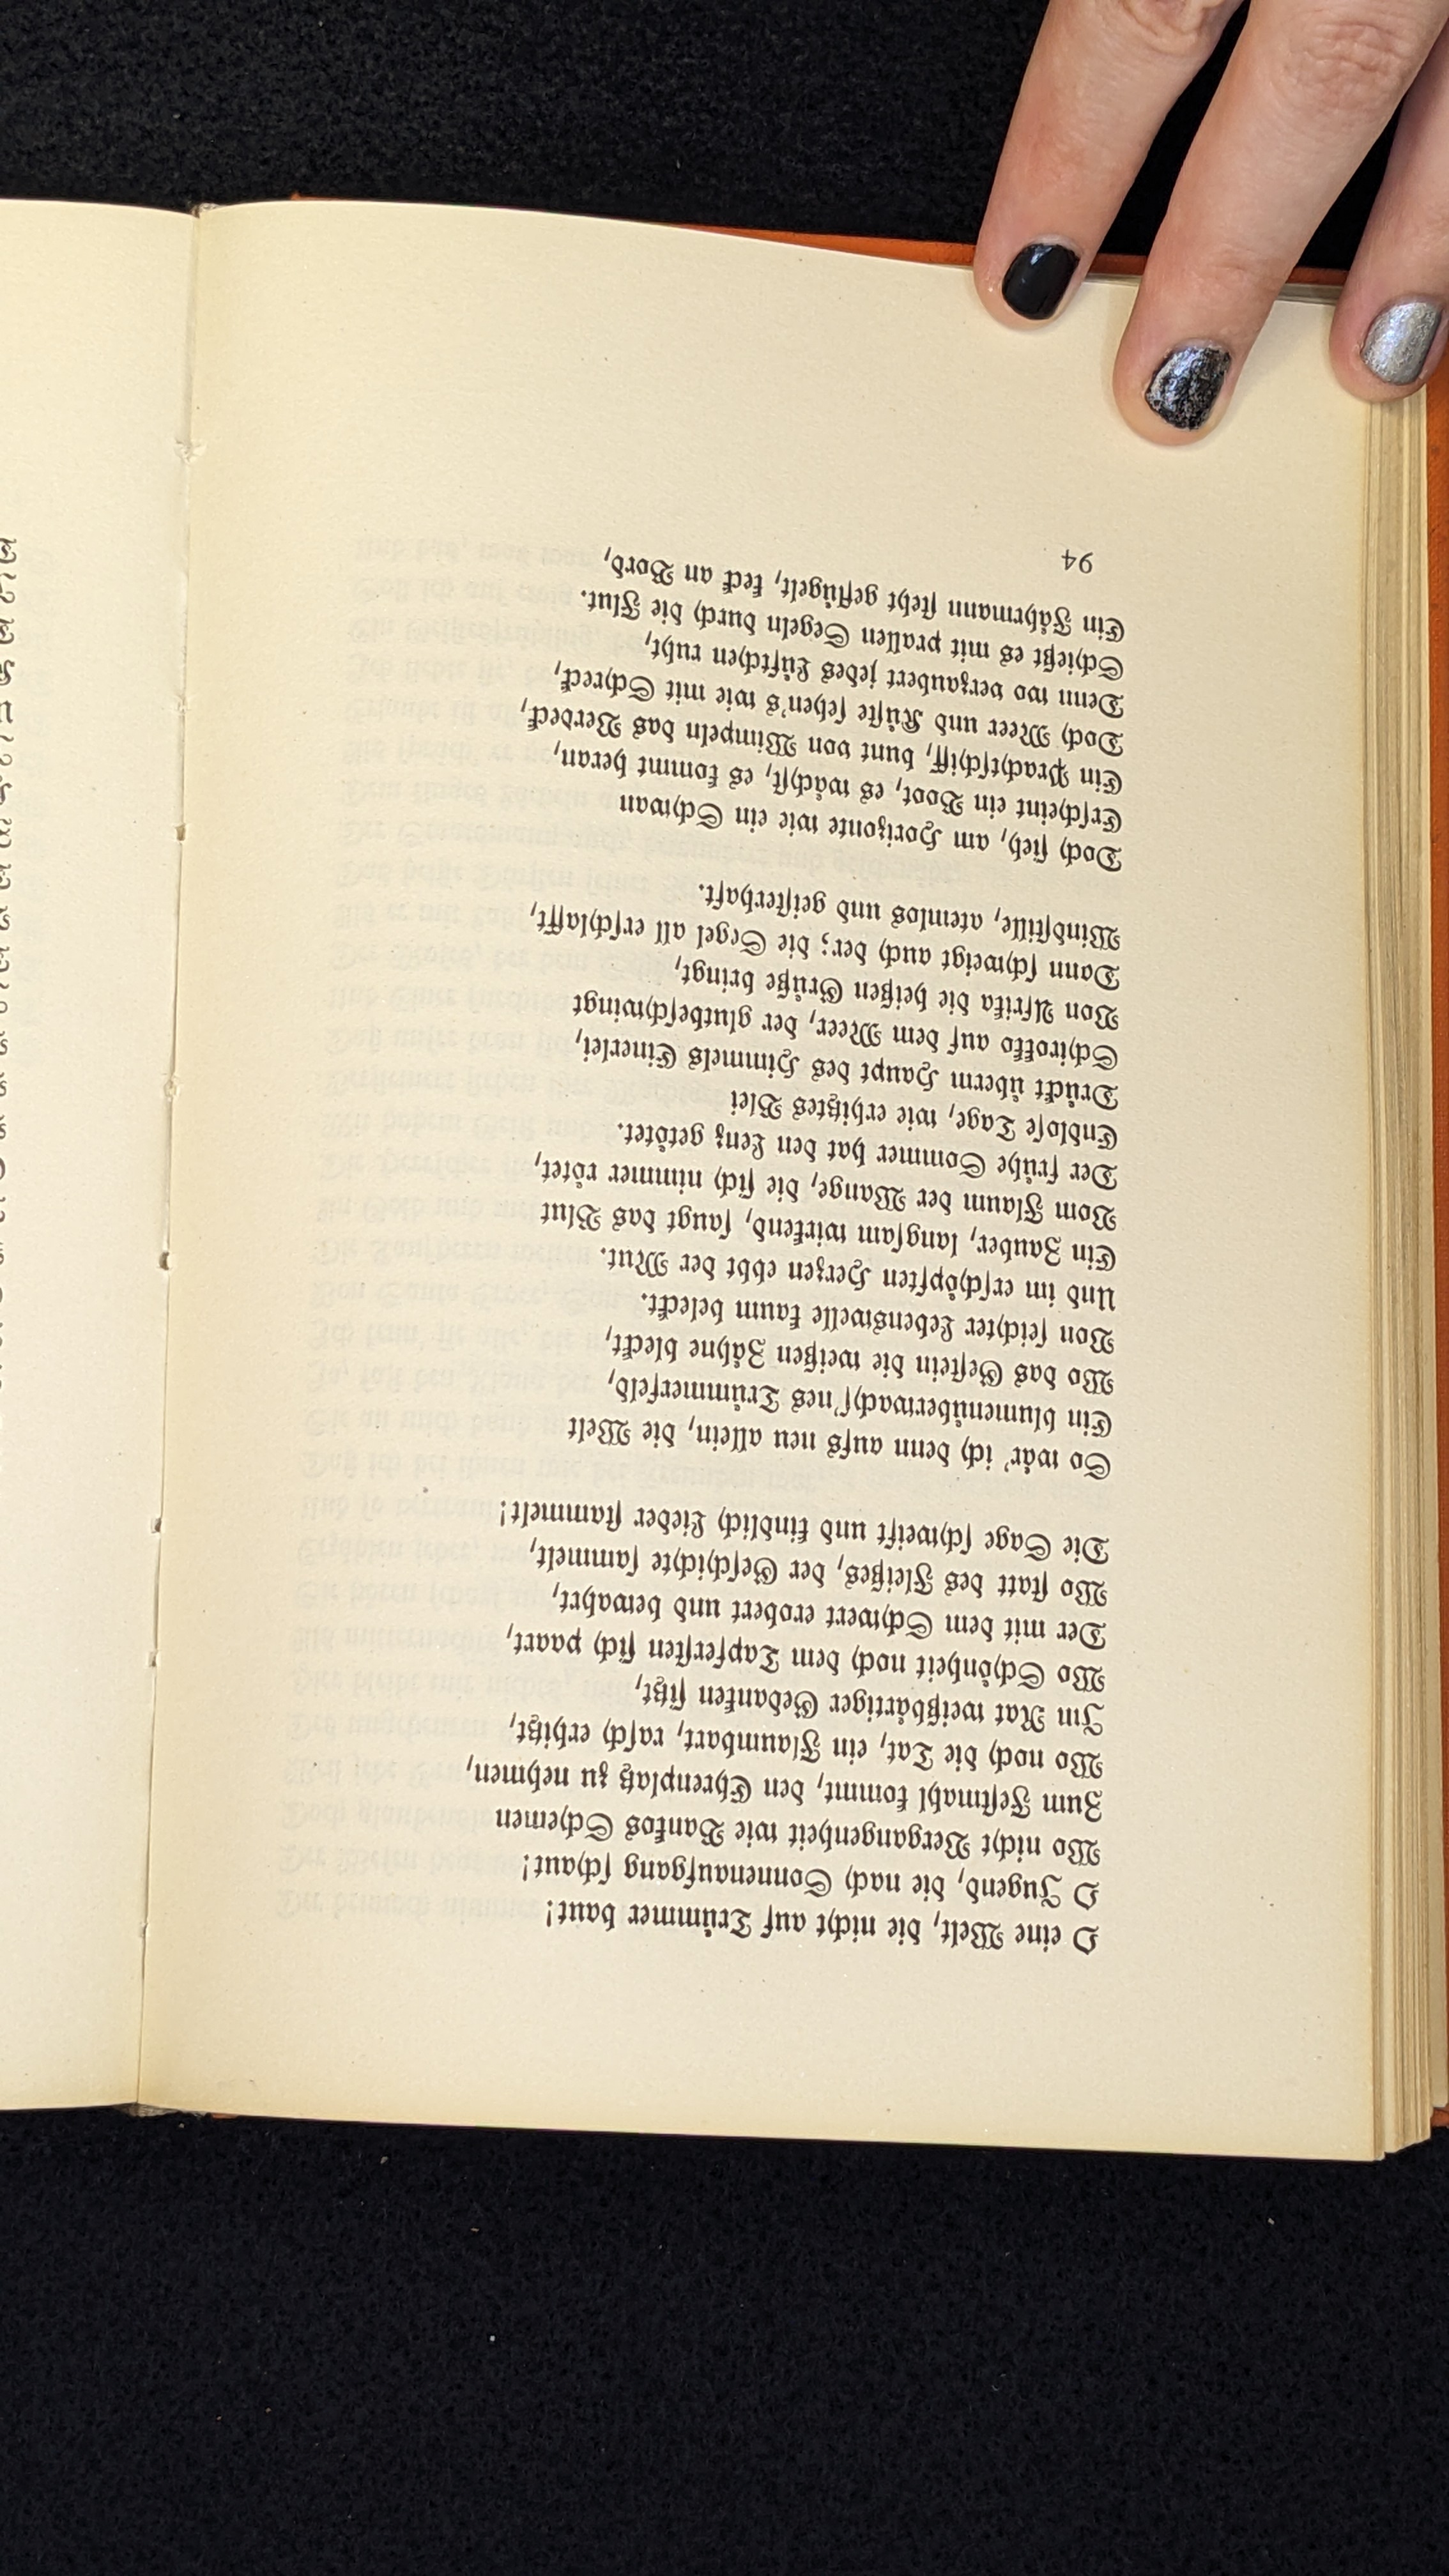 O eine Welt, die nicht auf Trümmer baut!
O Jugend, die nach Sonnenaufgang schaut!
Wo nicht Vergangenheit wie Bankos Schemen
Zum Festmahl kommt, den Ehrenplatz zu nehmen,
Wo noch die Tat, ein Flaumbart, rasch erhitzt,
Im Rat weißbärtiger Gedanken sitzt,
Wo Schönheit noch dem Tapfersten sich paart,
Der mit dem Schwert erobert und bewahrt,
Wo statt des Fleißes, der Geschichte sammelt,
Die Sage schweift und kindlich Lieder stammelt!
So wär' ich denn aufs neu allein, die Welt
Ein blumenüberwachs'nes Trümmerfeld,
Wo das Gestein die weißen Zähne bleckt,
Von seichter Lebenswelle kaum beleckt.
Und im erschöpften Herzen ebbt der Mut.
Ein Zauber, langsam wirkend, saugt das Blut
Vom Flaum der Wange, die sich nimmer rötet,
Der frühe Sommer hat den Lenz getötet.
Endlose Tage, wie erhitztes Blei
Drückt überm Haupt des Himmels Einerlei,
Schirokko auf dem Meer, der glutbeschwingt
Von Afrika die heißen Grüße bringt,
Dann schweigt auch der; die Segel all erschlafft,
Windstille, atemlos und geisterhaft.
Doch sieh, am Horizonte wie ein Schwan
Erscheint ein Boot, es wächst, es kommt heran,
Ein Prachtschiff, bunt von Wimpeln das Verdeck,
Doch Meer und Küste sehen's wie mit Schreck,
Denn wo verzaubert jedes Lüftchen ruht,
Schießt es mit prallen Segeln durch die Flut.
Ein Fährmann steht geflügelt, keck an Bord,
94